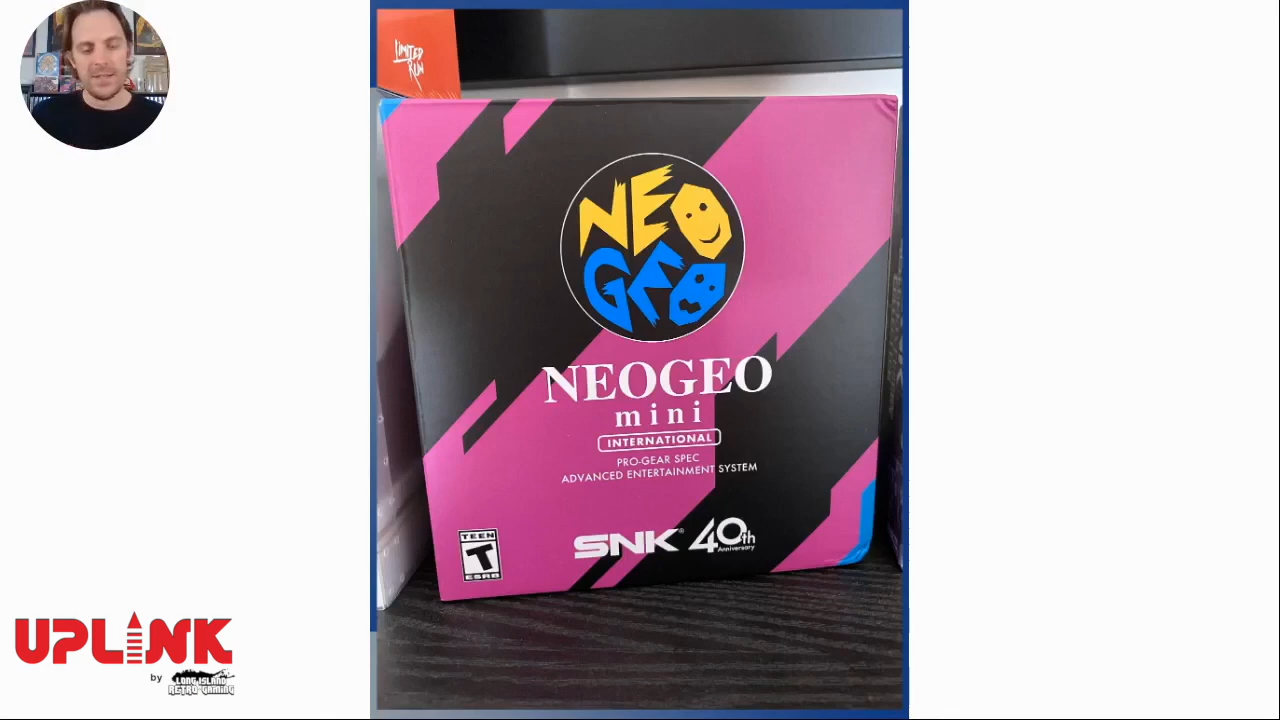 LIMITED
RUN
NEO
GEO
NEOGEO
mini
INTERNATIONAL
PRO-GEAR SPEC
ADVANCED ENTERTAINMENT SYSTEM
TEEN
T
ESRB
SNK® 40th
Anniversary
UPLINK
by LONG ISLAND
RETRO GAMING